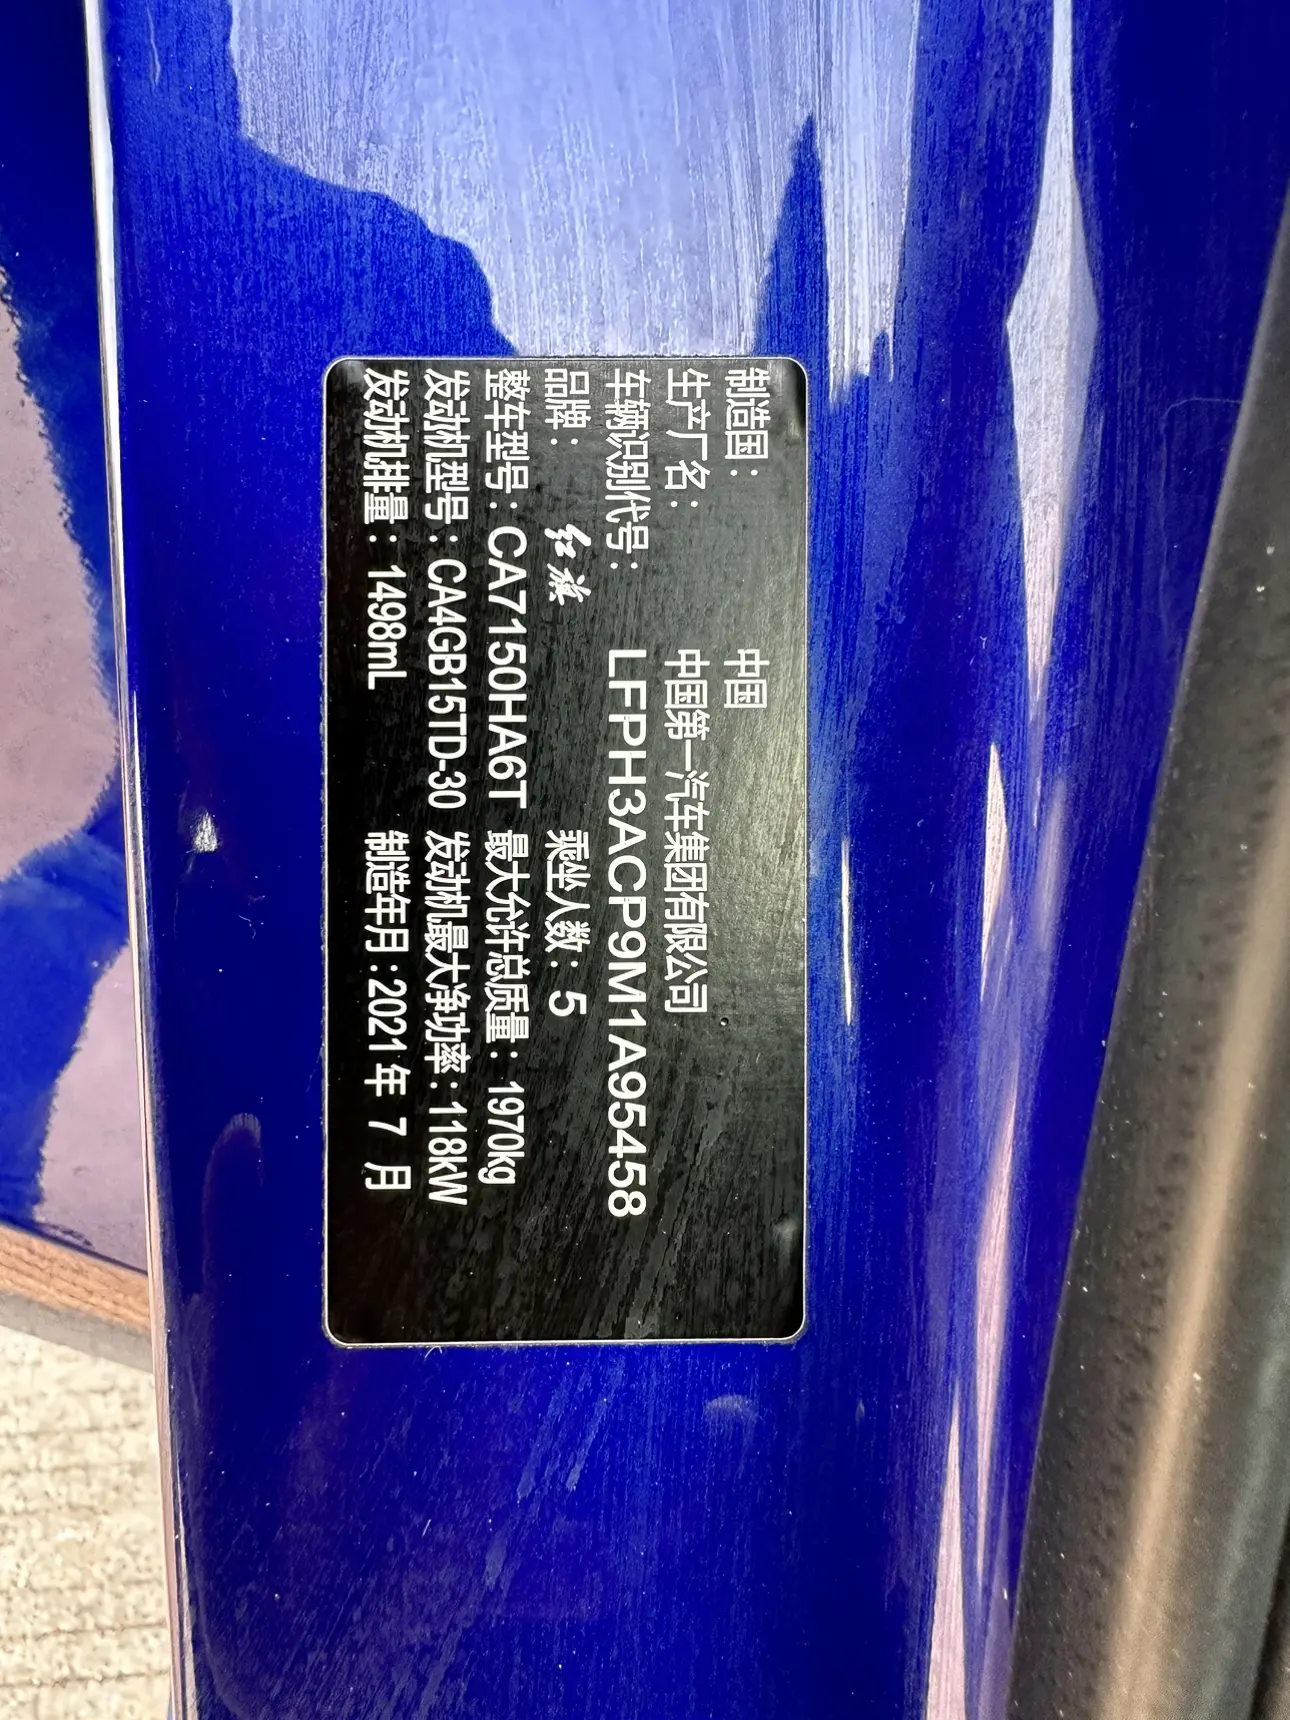 制造国： 中国
生产厂名： 中国第一汽车集团有限公司
车辆识别代号： LFPH3ACP9M1A95458
品牌： 红旗 乘坐人数：5
整车型号：CA7150HA6T 最大允许总质量：1970kg
发动机型号：CA4GB15TD-30 发动机最大净功率：118kW
发动机排量：1498mL 制造年月：2021年 7 月